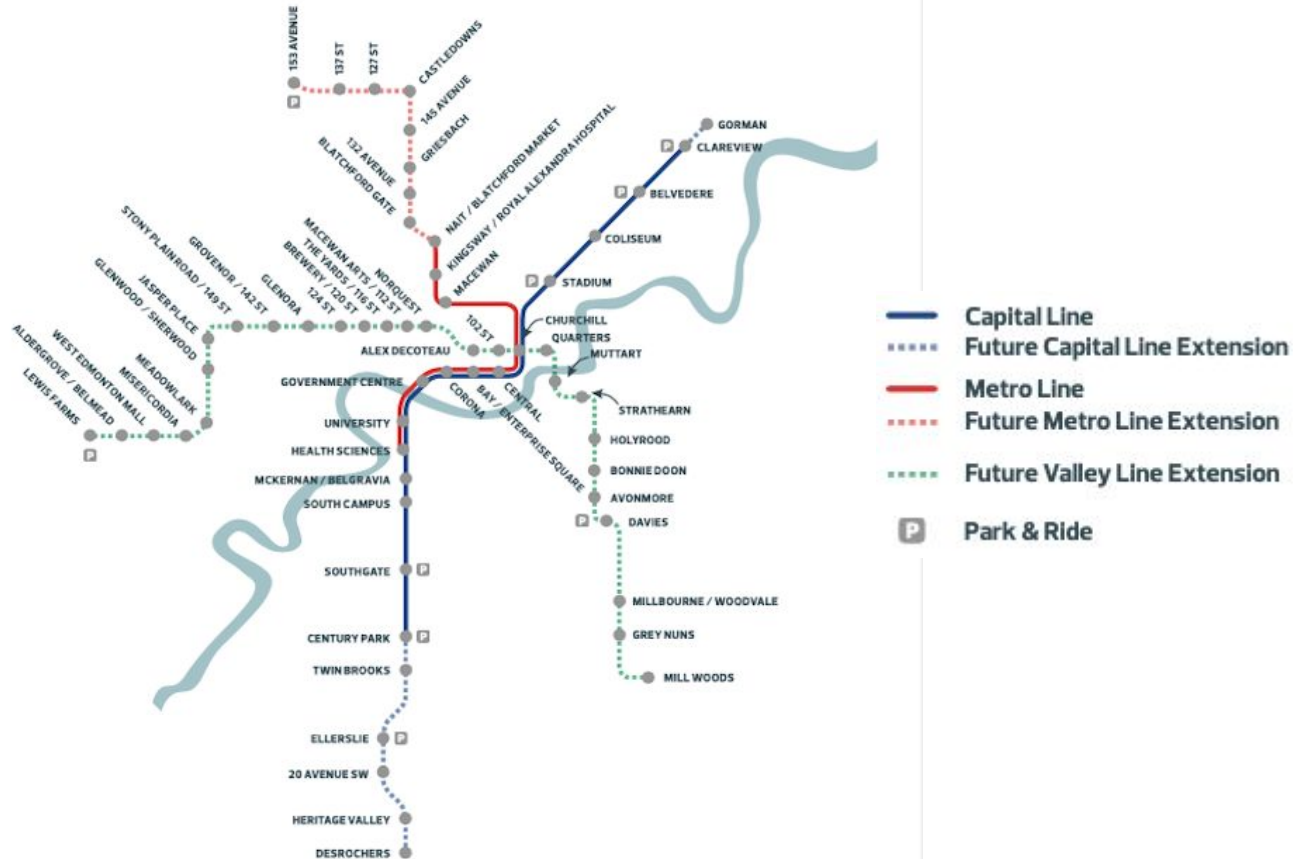 153 AVENUE
137 ST
127 ST
CASTLEDOWNS
145 AVENUE
GRIESBACH
132 AVENUE
BLATCHFORD GATE
NAIT / BLATCHFORD MARKET
KINGSWAY / ROYAL ALEXANDRA HOSPITAL
MACEWAN
P
GORMAN
P
CLAREVIEW
P
BELVEDERE
COLISEUM
P
STADIUM
CHURCHILL
QUARTERS
MUTTART
STRATHEARN
HOLYROOD
BONNIE DOON
AVONMORE
P
DAVIES
MILLBOURNE / WOODVALE
GREY NUNS
MILL WOODS
102 ST
ALEX DECOTEAU
NORQUEST
MACEWAN ARTS / 112 ST
THE YARDS / 116 ST
BREWERY / 120 ST
124 ST
GLENORA
GROVENOR / 142 ST
STONY PLAIN ROAD / 149 ST
JASPER PLACE
GLENWOOD / SHERWOOD
MEADOWLARK
MISERICORDIA
WEST EDMONTON MALL
ALDERGROVE / BELMEAD
LEWIS FARMS
P
CENTRAL
BAY / ENTERPRISE SQUARE
CORONA
GOVERNMENT CENTRE
UNIVERSITY
HEALTH SCIENCES
MCKERNAN / BELGRAVIA
SOUTH CAMPUS
SOUTHGATE
P
CENTURY PARK
P
TWIN BROOKS
ELLERSLIE
P
20 AVENUE SW
HERITAGE VALLEY
DESROCHERS
Capital Line
Future Capital Line Extension
Metro Line
Future Metro Line Extension
Future Valley Line Extension
P
Park & Ride